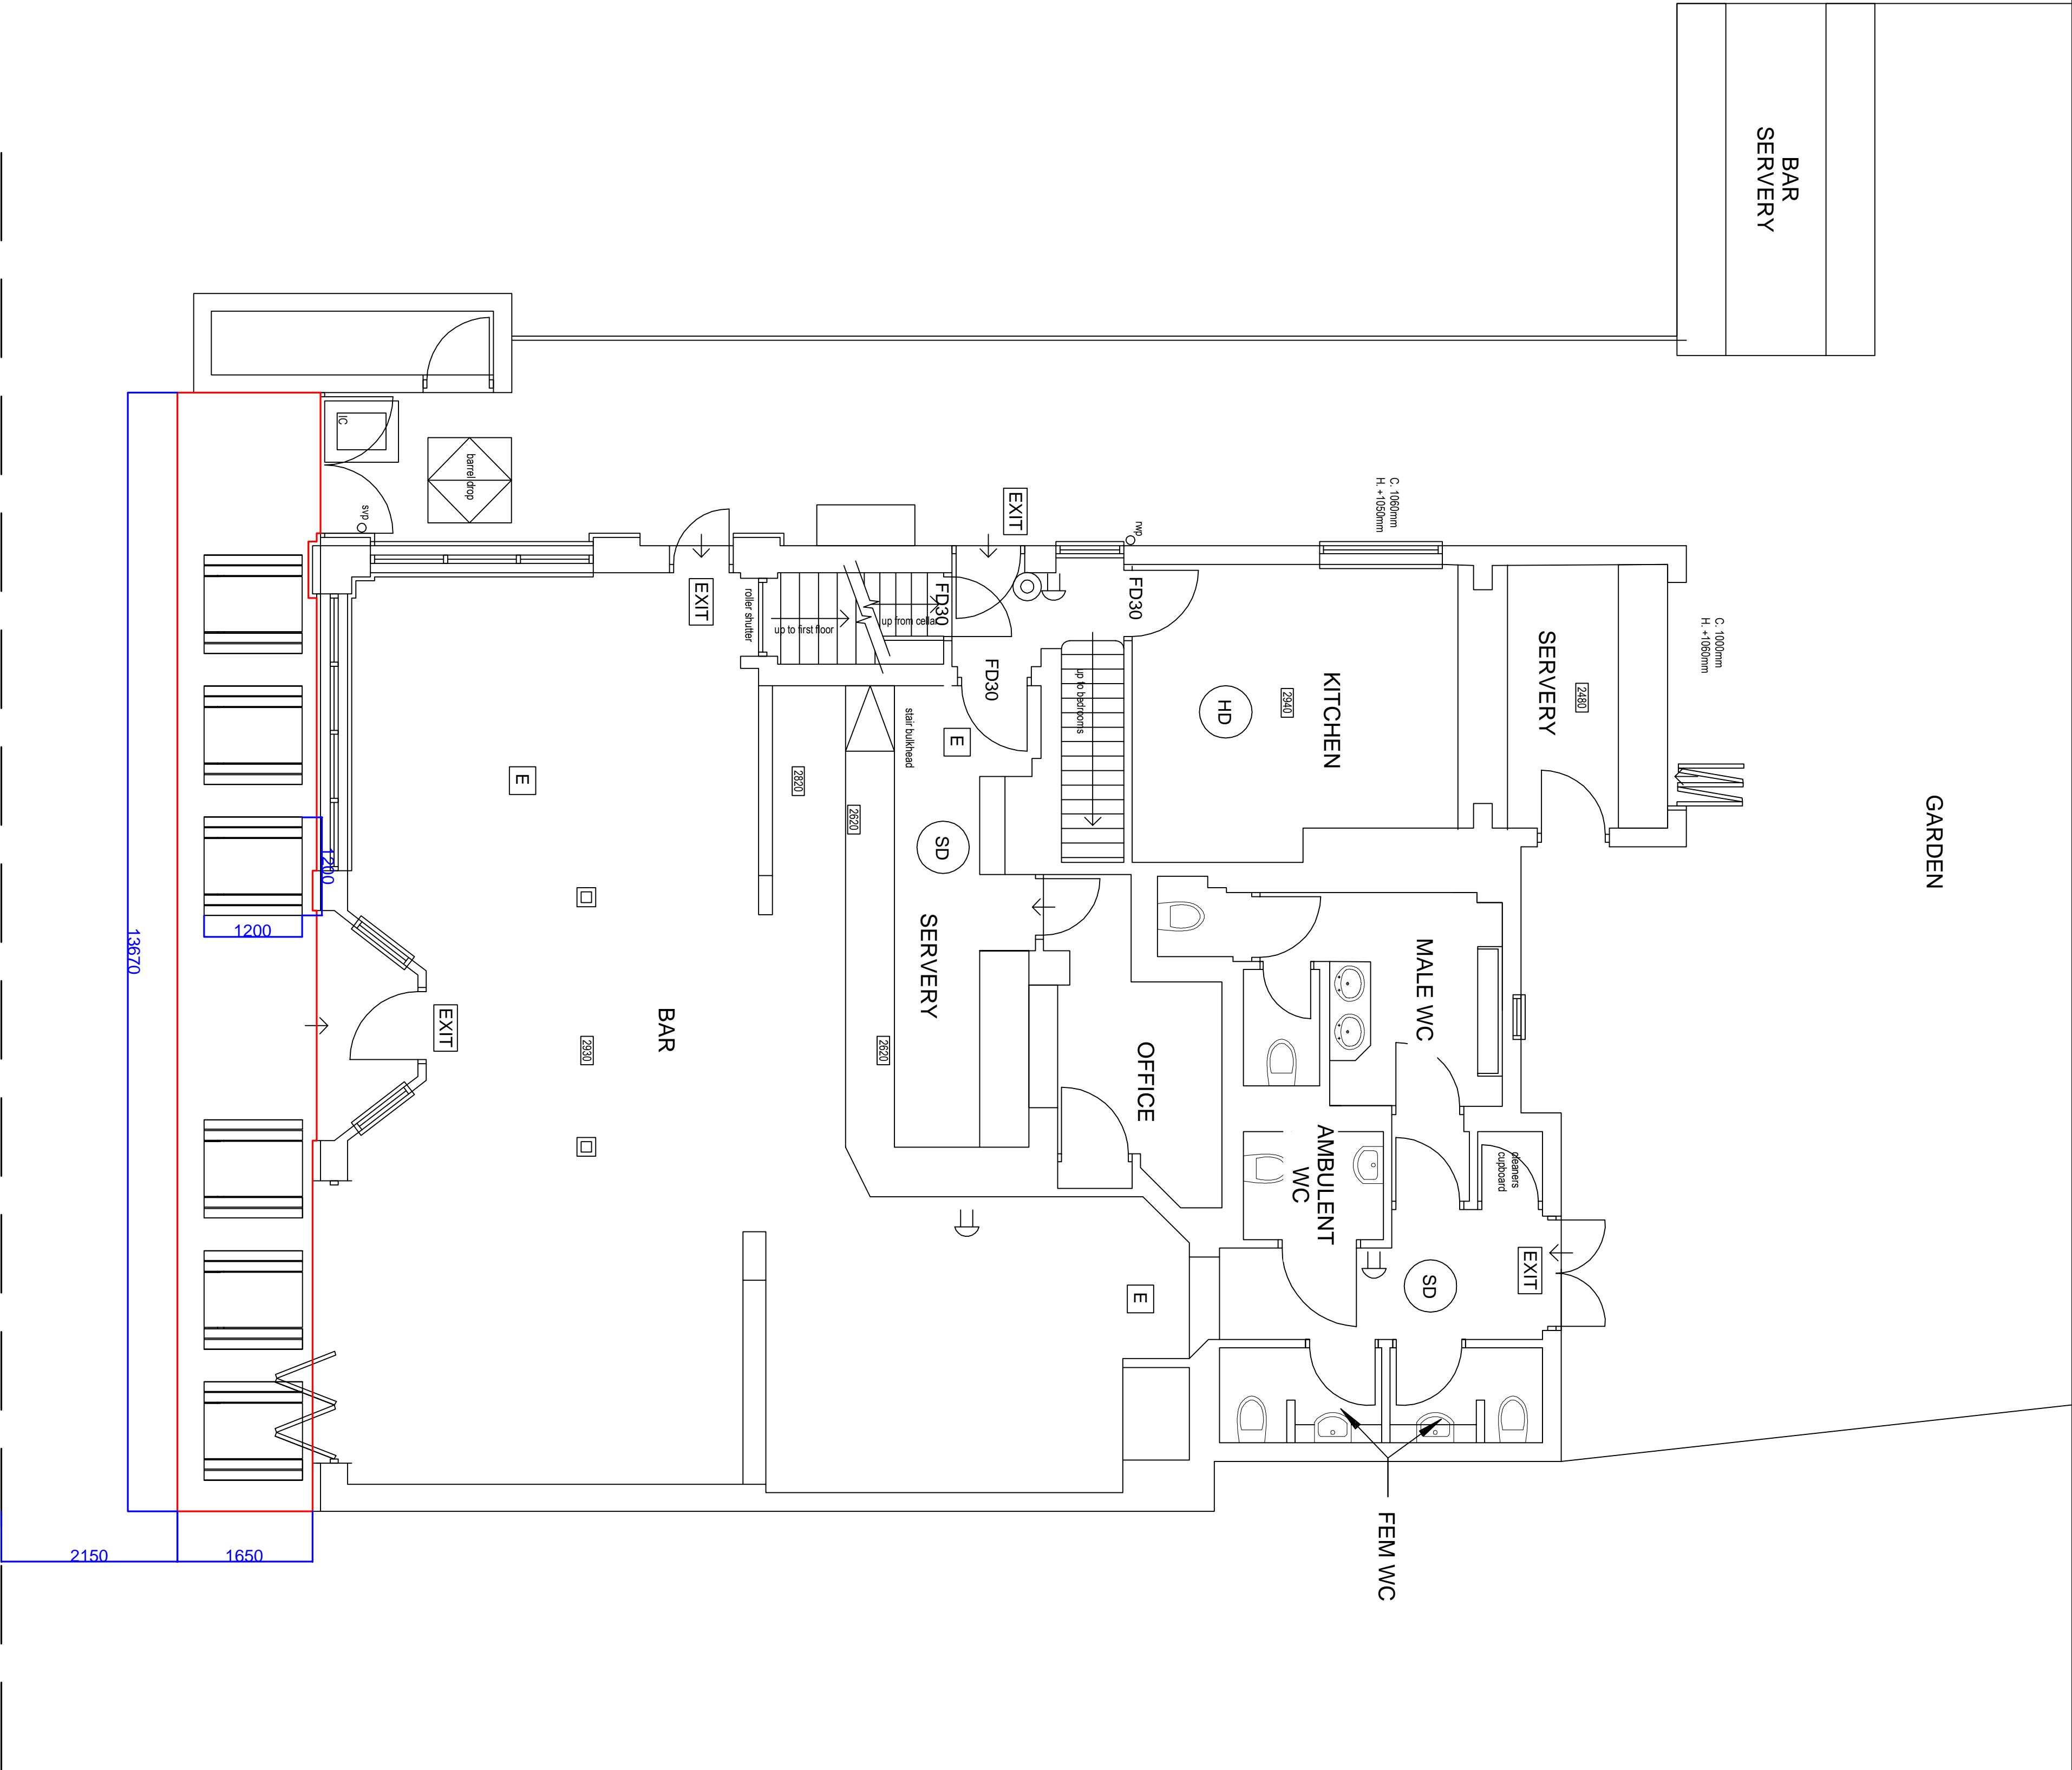 BAR
SERVERY
GARDEN
C. 1000mm
H. +1060mm
C. 1060mm
H. +1050mm
SERVERY
2480
KITCHEN
2940
HD
rwp
FD30
EXIT
FD30
FD30
up to bedrooms
up from cellar
up to first floor
roller shutter
EXIT
barrel drop
IC
svp
stair bulkhead
E
E
2820
2620
SD
SERVERY
2620
OFFICE
MALE WC
AMBULENT
WC
cleaners
cupboard
EXIT
SD
E
FEM WC
BAR
2930
EXIT
1200
1200
13670
2150
1650